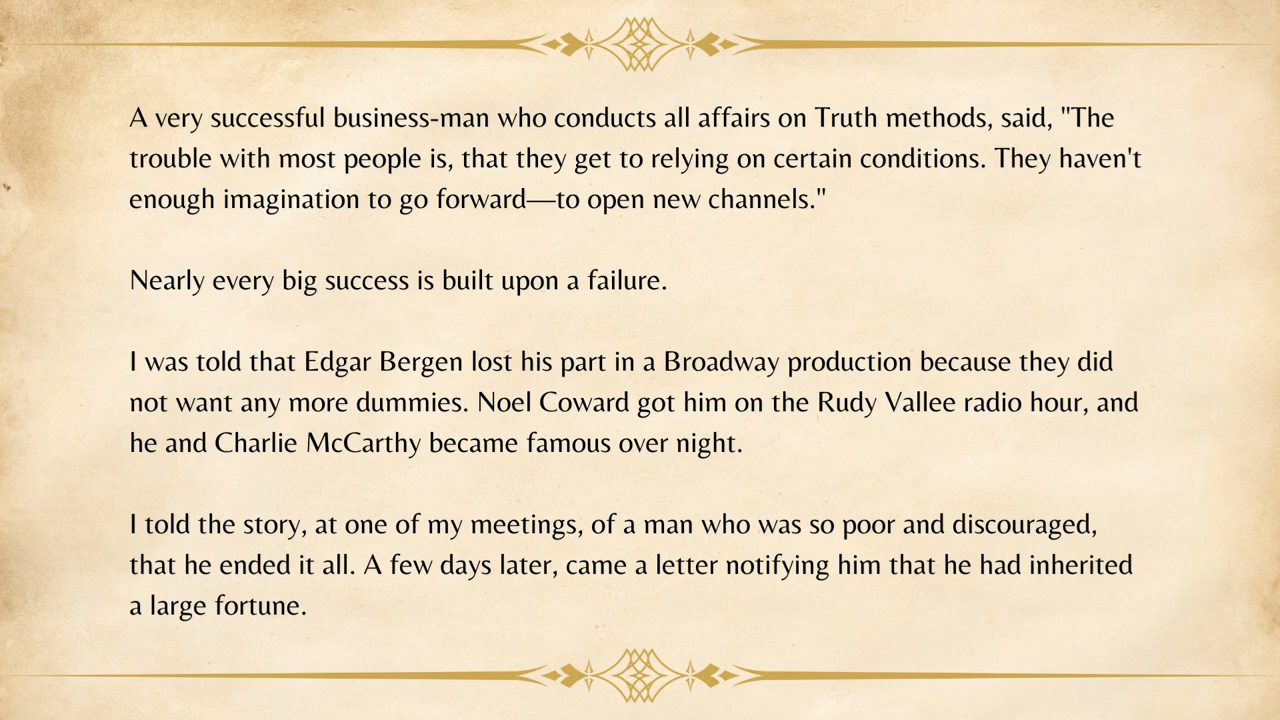 A very successful business-man who conducts all affairs on Truth methods, said, "The
trouble with most people is, that they get to relying on certain conditions. They haven't
enough imagination to go forward—to open new channels."
Nearly every big success is built upon a failure.
I was told that Edgar Bergen lost his part in a Broadway production because they did
not want any more dummies. Noel Coward got him on the Rudy Vallee radio hour, and
he and Charlie McCarthy became famous over night.
I told the story, at one of my meetings, of a man who was so poor and discouraged,
that he ended it all. A few days later, came a letter notifying him that he had inherited
a large fortune.